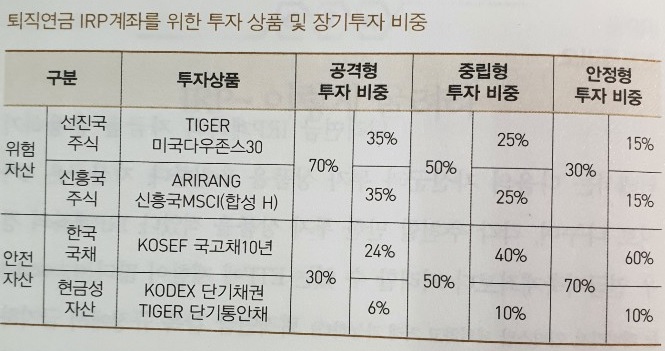 퇴직연금 IRP계좌를 위한 투자 상품 및 장기투자 비중
구분 투자상품 공격형 투자 비중 중립형 투자 비중 안정형 투자 비중
위험 자산 선진국 주식 TIGER 미국다우존스30 70% 35% 50% 25% 30% 15%
신흥국 주식 ARIRANG 신흥국MSCI(합성 H) 35% 25% 15%
안전 자산 한국 국채 KOSEF 국고채10년 30% 24% 50% 40% 70% 60%
현금성 자산 KODEX 단기채권 TIGER 단기통안채 6% 10% 10%